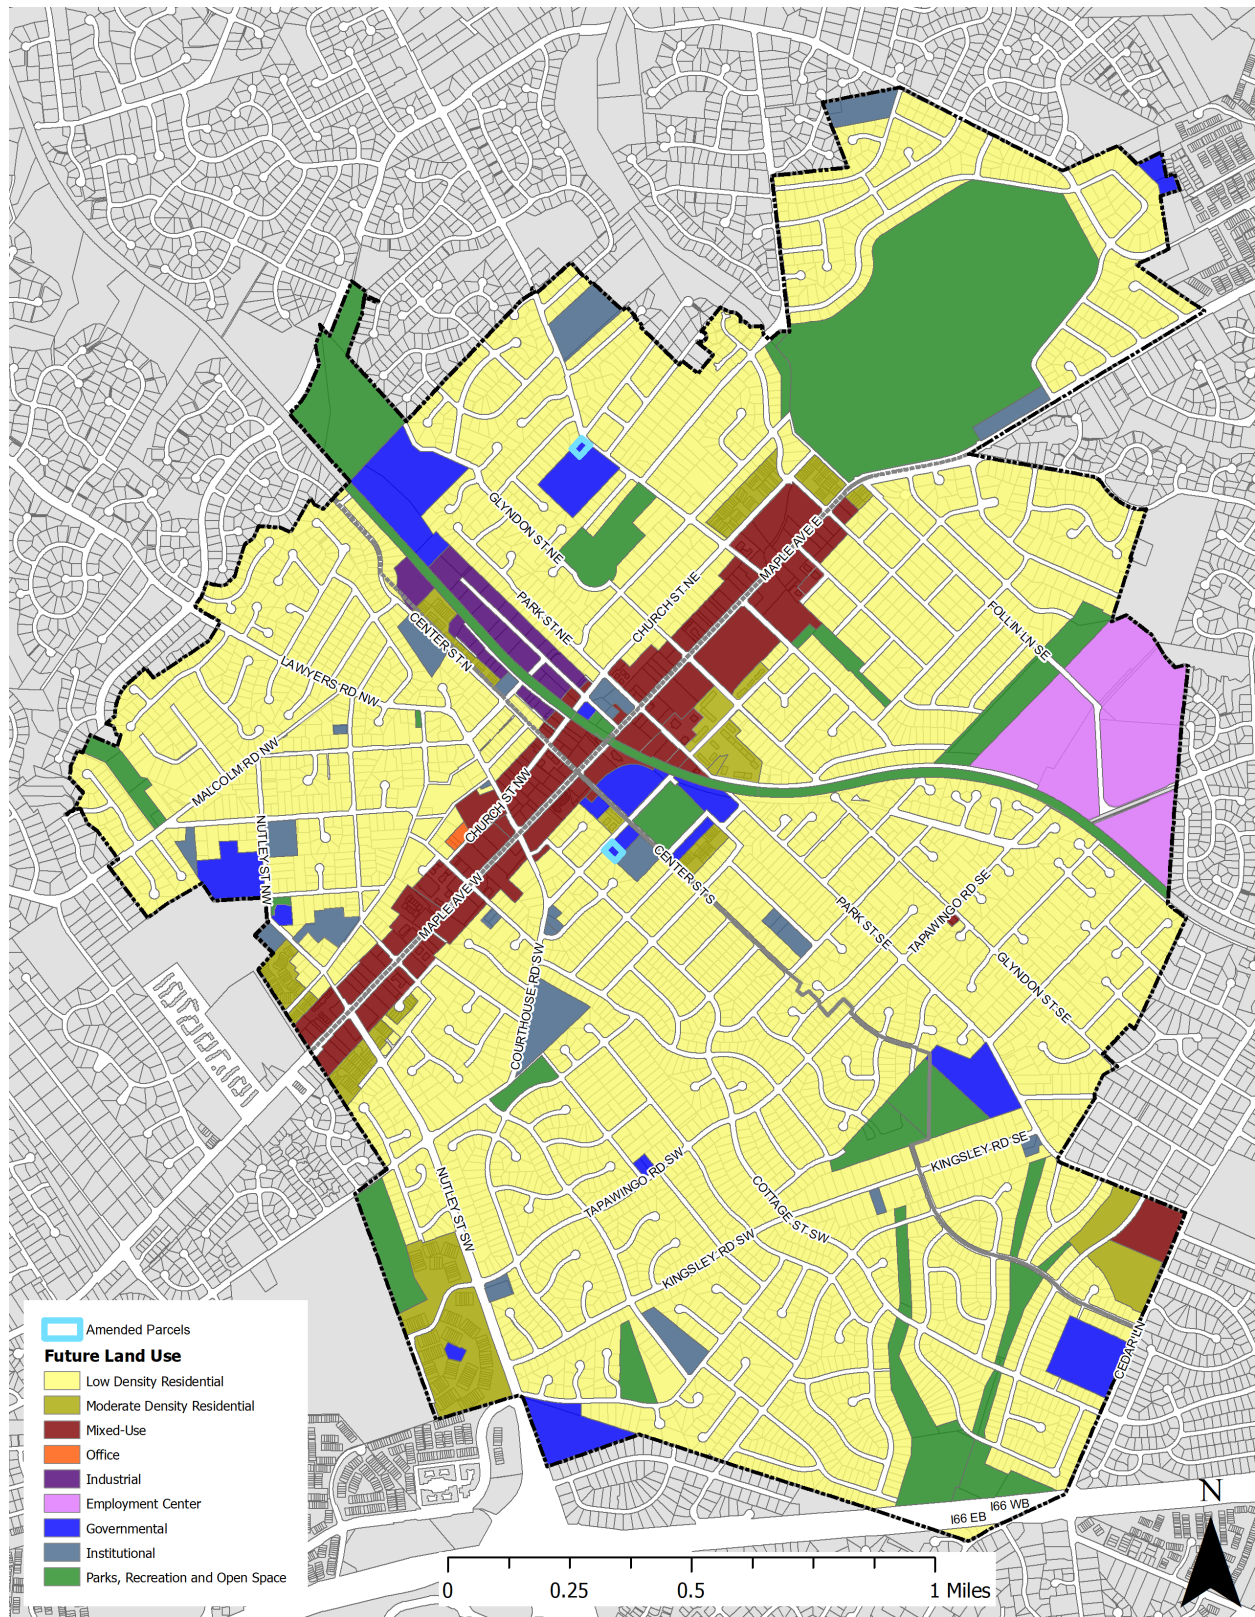 GLYNDON ST NE
MAPLE AVE E
CHURCH ST NE
PARK ST NE
FOLLIN LN SE
CENTER ST N
LAWYERS RD NW
MALCOLM RD NW
CHURCH ST NW
NUTLEY ST NW
MAPLE AVE W
CENTER ST S
PARK ST SE
TAPAWINGO RD SE
GLYNDON ST SE
COURTHOUSE RD SW
KINGSLEY RD SE
TAPAWINGO RD SW
NUTLEY ST SW
COTTAGE ST SW
KINGSLEY RD SW
CEDAR LN
Amended Parcels
Future Land Use
Low Density Residential
Moderate Density Residential
Mixed-Use
Office
Industrial
Employment Center
Governmental
Institutional
Parks, Recreation and Open Space
I66 WB
I66 EB
N
0 0.25 0.5 1 Miles